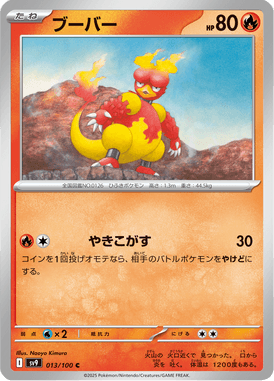 たね ブーバー HP80
全国図鑑NO.0126 ひふきポケモン 高さ:1.3m 重さ:44.5kg
やきこがす 30
コインを1回投げオモテなら、相手のバトルポケモンをやけどに
する。
弱点 ×2 抵抗力 にげる
Illus. Naoyo Kimura
sv9 013/100 C
火山の 火口近くで 見つかった。口から
火を 吐く。体温は 1200度も ある。
©2025 Pokémon/Nintendo/Creatures/GAME FREAK.